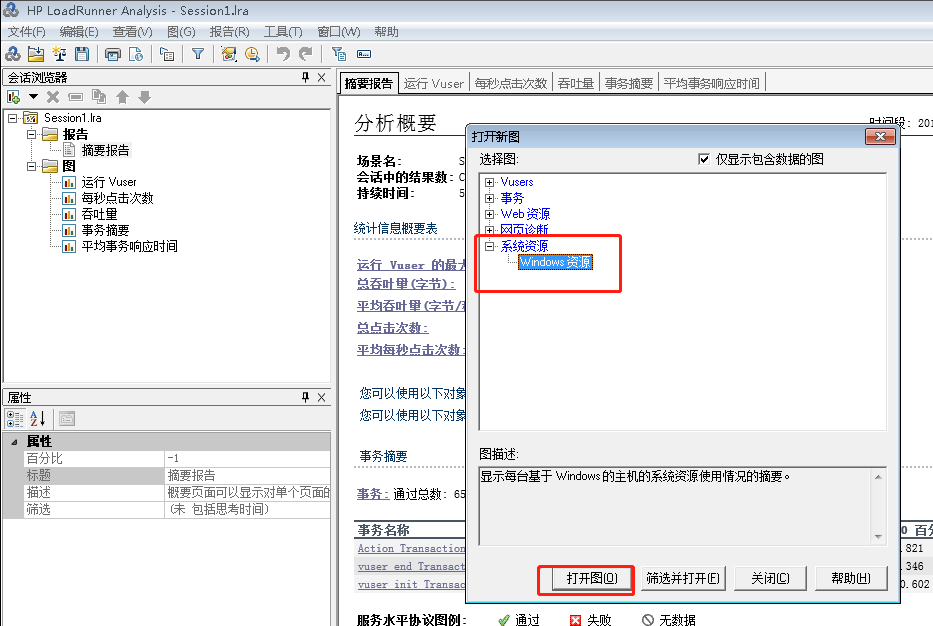 HP LoadRunner Analysis - Session1.lra
文件(F) 编辑(E) 查看(V) 图(G) 报告(R) 工具(T) 窗口(W) 帮助
会话浏览器
Session1.lra
报告
摘要报告
图
运行 Vuser
每秒点击次数
吞吐量
事务摘要
平均事务响应时间
属性
属性
百分比 -1
标题 摘要报告
描述 概要页面可以显示对单个页面的
筛选 (未 包括思考时间)
摘要报告 运行 Vuser 每秒点击次数 吞吐量 事务摘要 平均事务响应时间
分析概要
时间段: 201
场景名: S
会话中的结果数: C
持续时间: 5
统计信息概要表
运行 Vuser 的最大
总吞吐量(字节):
平均吞吐量(字节/
总点击次数:
平均每秒点击次数:
您可以使用以下对象
您可以使用以下对象
事务摘要
事务: 通过总数: 65
事务名称 0 百分
Action Transaction .821
vuser end Transact .346
vuser init Transac 0.602
服务水平协议图例: 通过 失败 无数据
打开新图
选择图: 仅显示包含数据的图
Vusers
事务
Web 资源
网页诊断
系统资源
Windows 资源
图描述:
显示每台基于 Windows 的主机的系统资源使用情况的摘要。
打开图(O) 筛选并打开(F) 关闭(C) 帮助(H)